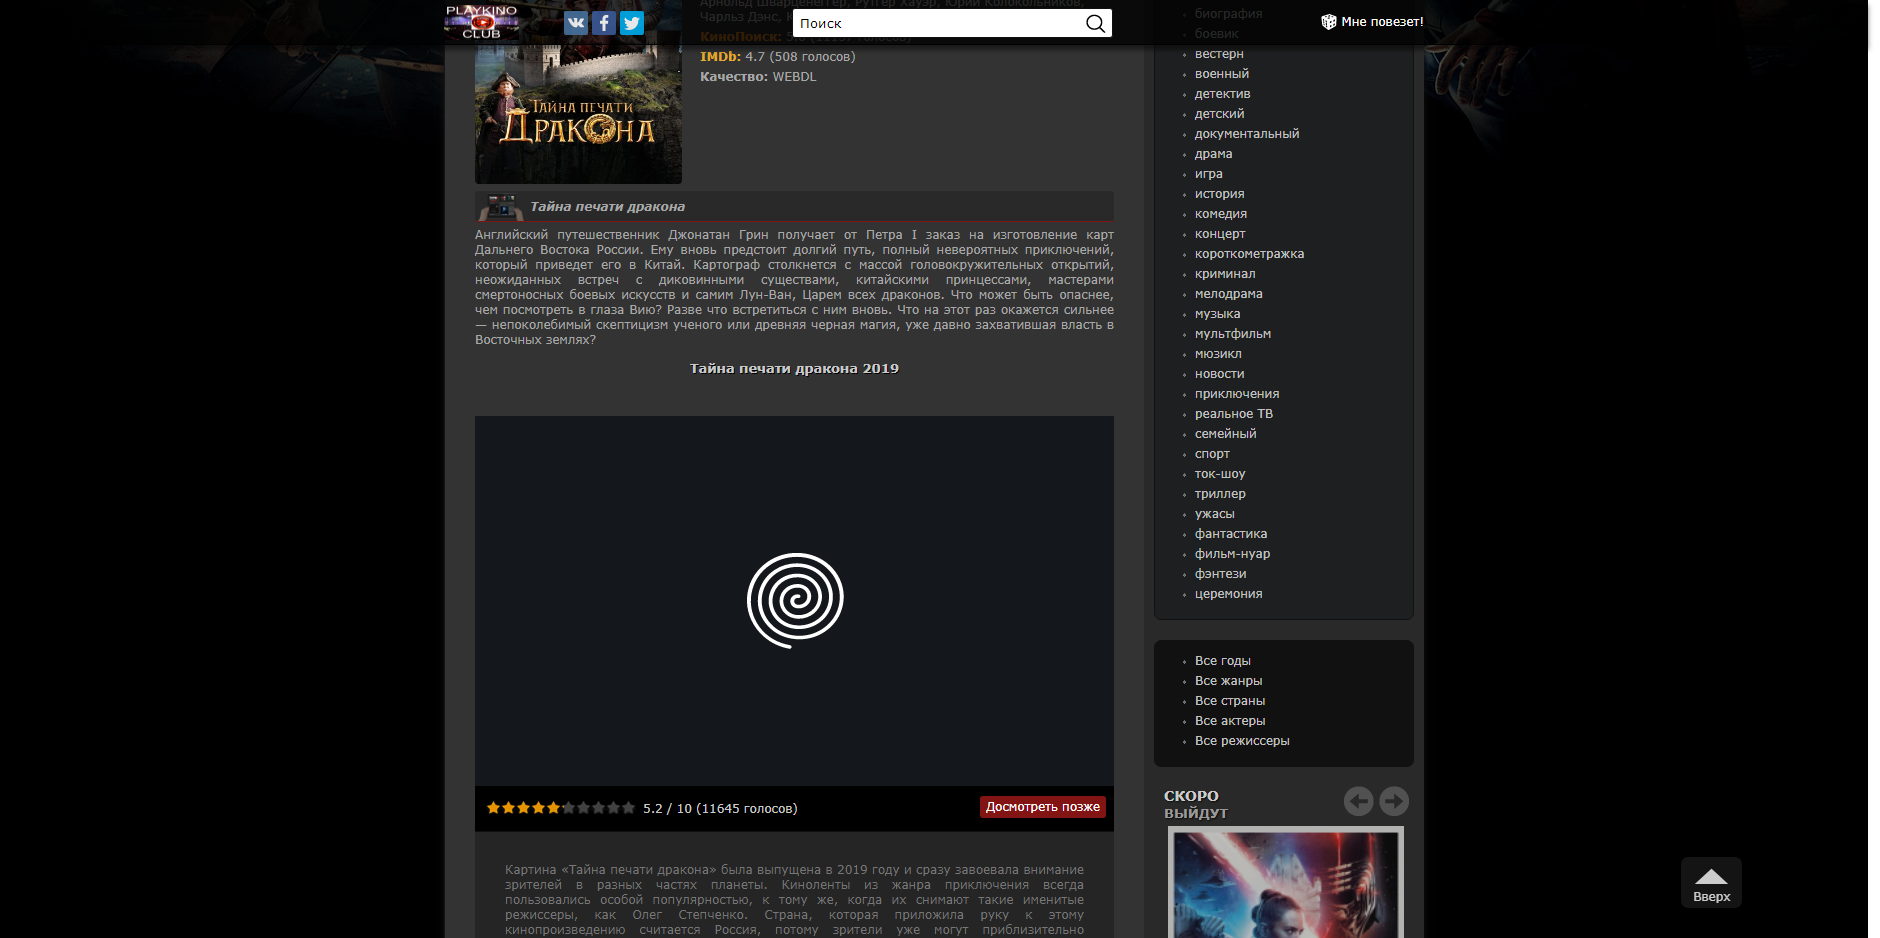 PLAYKINO
CLUB
Поиск
Мне повезет!
Чарльз Дэнс,
КиноПоиск:
IMDb: 4.7 (508 голосов)
Качество: WEBDL
Тайна печати
Дракона
Тайна печати дракона
Английский путешественник Джонатан Грин получает от Петра I заказ на изготовление карт
Дальнего Востока России. Ему вновь предстоит долгий путь, полный невероятных приключений,
который приведет его в Китай. Картограф столкнется с массой головокружительных открытий,
неожиданных встреч с диковинными существами, китайскими принцессами, мастерами
смертоносных боевых искусств и самим Лун-Ван, Царем всех драконов. Что может быть опаснее,
чем посмотреть в глаза Вию? Разве что встретиться с ним вновь. Что на этот раз окажется сильнее
— непоколебимый скептицизм ученого или древняя черная магия, уже давно захватившая власть в
Восточных землях?
Тайна печати дракона 2019
5.2 / 10 (11645 голосов)
Досмотреть позже
Картина «Тайна печати дракона» была выпущена в 2019 году и сразу завоевала внимание
зрителей в разных частях планеты. Киноленты из жанра приключения всегда
пользовались особой популярностью, к тому же, когда их снимают такие именитые
режиссеры, как Олег Степченко. Страна, которая приложила руку к этому
кинопроизведению считается Россия, потому зрители уже могут приблизительно
биография
боевик
вестерн
военный
детектив
детский
документальный
драма
игра
история
комедия
концерт
короткометражка
криминал
мелодрама
музыка
мультфильм
мюзикл
новости
приключения
реальное ТВ
семейный
спорт
ток-шоу
триллер
ужасы
фантастика
фильм-нуар
фэнтези
церемония
Все годы
Все жанры
Все страны
Все актеры
Все режиссеры
СКОРО
ВЫЙДУТ
Вверх